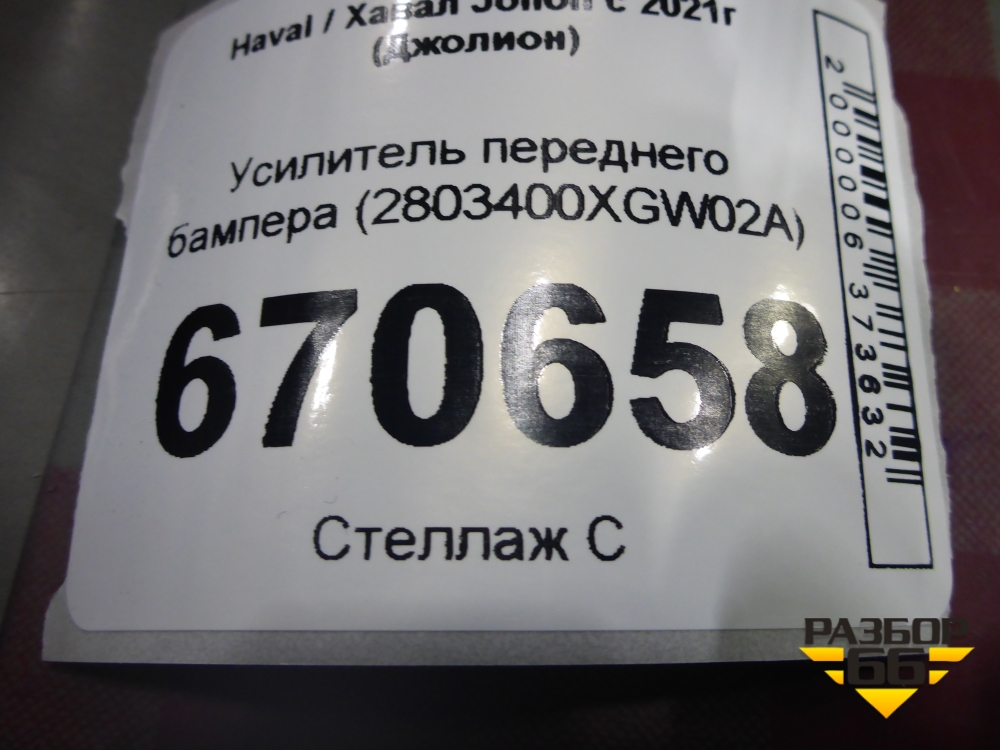 Haval / Хавал Jolion с 2021г
(Джолион)
Усилитель переднего
бампера (2803400XGW02A)
670658
Стеллаж С
2000006373632
РАЗБОР
66